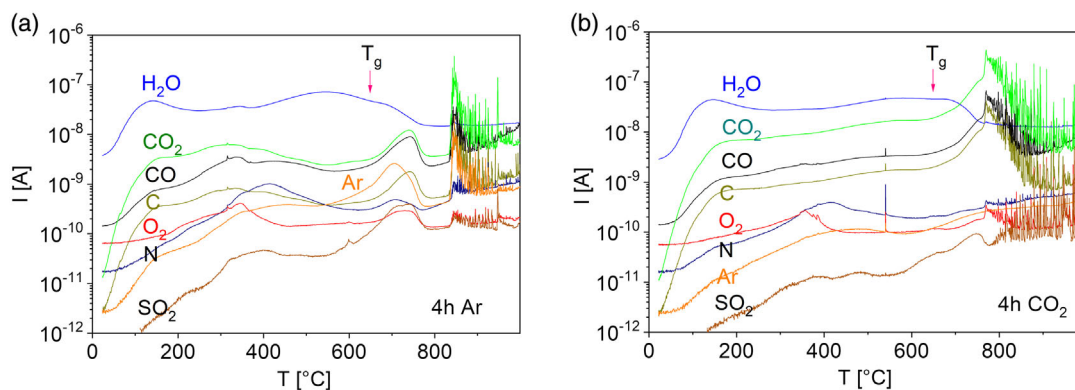 (a)
10⁻⁶
10⁻⁷
10⁻⁸
10⁻⁹
10⁻¹⁰
10⁻¹¹
10⁻¹²
I [A]
H₂O
CO₂
CO
C
O₂
N
SO₂
Ar
T_g
4h Ar
0 200 400 600 800
T [°C]
(b)
10⁻⁶
10⁻⁷
10⁻⁸
10⁻⁹
10⁻¹⁰
10⁻¹¹
10⁻¹²
I [A]
H₂O
CO₂
CO
C
O₂
N
Ar
SO₂
T_g
4h CO₂
0 200 400 600 800
T [°C]